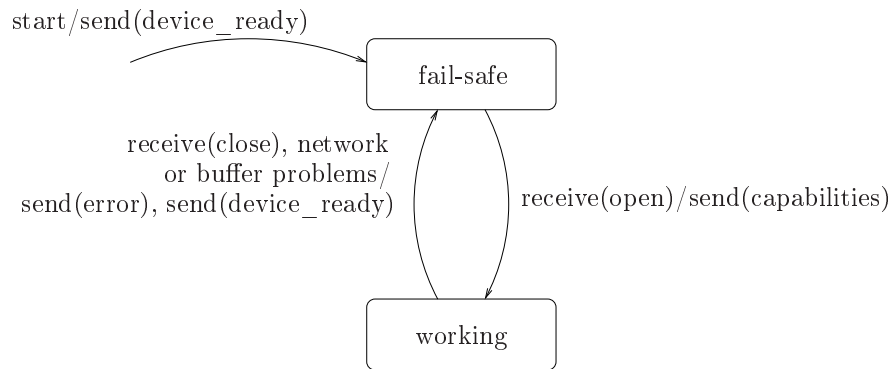 start/send(device_ready)
fail-safe
receive(close), network
or buffer problems/
send(error), send(device_ready)
receive(open)/send(capabilities)
working